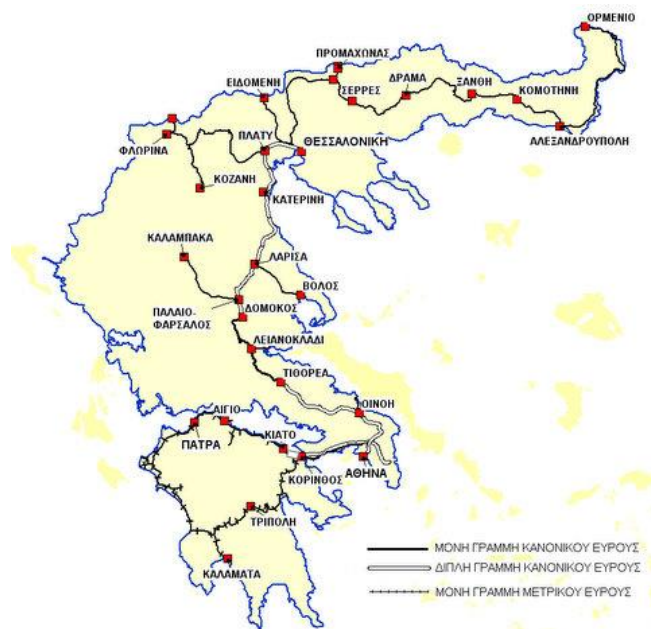 ΟΡΜΕΝΙΟ
ΠΡΟΜΑΧΩΝΑΣ
ΕΙΔΟΜΕΝΗ
ΣΕΡΡΕΣ
ΔΡΑΜΑ
ΞΑΝΘΗ
ΚΟΜΟΤΗΝΗ
ΑΛΕΞΑΝΔΡΟΥΠΟΛΗ
ΠΛΑΤΥ
ΘΕΣΣΑΛΟΝΙΚΗ
ΦΛΩΡΙΝΑ
ΚΟΖΑΝΗ
ΚΑΤΕΡΙΝΗ
ΚΑΛΑΜΠΑΚΑ
ΛΑΡΙΣΑ
ΒΟΛΟΣ
ΠΑΛΑΙΟ-
ΦΑΡΣΑΛΟΣ
ΔΟΜΟΚΟΣ
ΛΕΙΑΝΟΚΛΑΔΙ
ΤΙΘΟΡΕΑ
ΟΙΝΟΗ
ΑΙΓΙΟ
ΠΑΤΡΑ
ΚΙΑΤΟ
ΚΟΡΙΝΘΟΣ
ΑΘΗΝΑ
ΤΡΙΠΟΛΗ
ΚΑΛΑΜΑΤΑ
ΜΟΝΗ ΓΡΑΜΜΗ ΚΑΝΟΝΙΚΟΥ ΕΥΡΟΥΣ
ΔΙΠΛΗ ΓΡΑΜΜΗ ΚΑΝΟΝΙΚΟΥ ΕΥΡΟΥΣ
ΜΟΝΗ ΓΡΑΜΜΗ ΜΕΤΡΙΚΟΥ ΕΥΡΟΥΣ